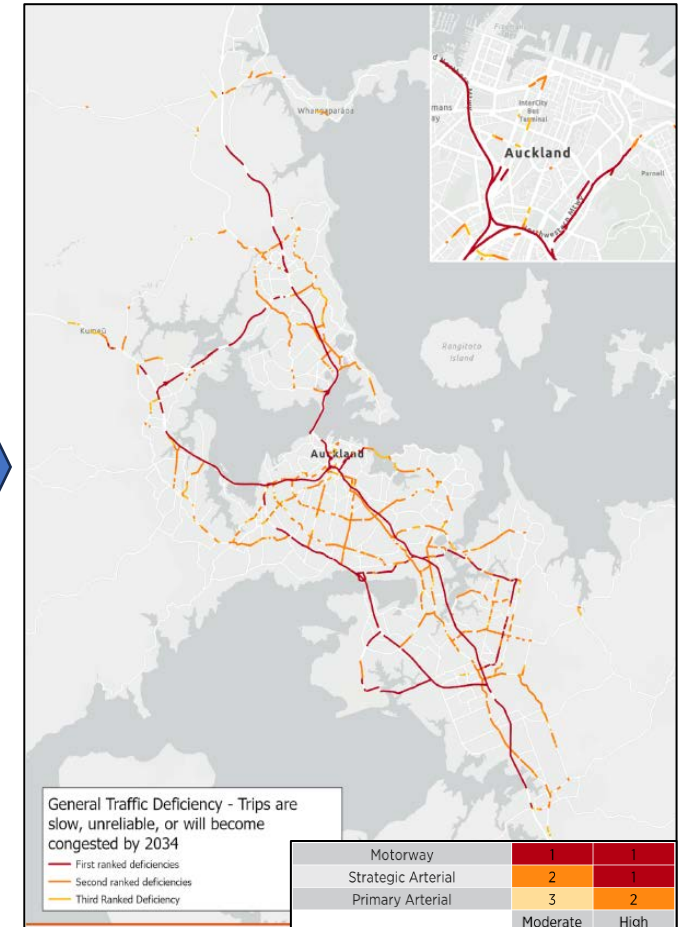 Whangaparāoa
InterCity
Bus
Terminal
Auckland
Parnell
Kumeū
Rangitoto
Island
Auckland
General Traffic Deficiency - Trips are
slow, unreliable, or will become
congested by 2034
First ranked deficiencies
Second ranked deficiencies
Third Ranked Deficiency
Motorway 1 1
Strategic Arterial 2 1
Primary Arterial 3 2
Moderate High